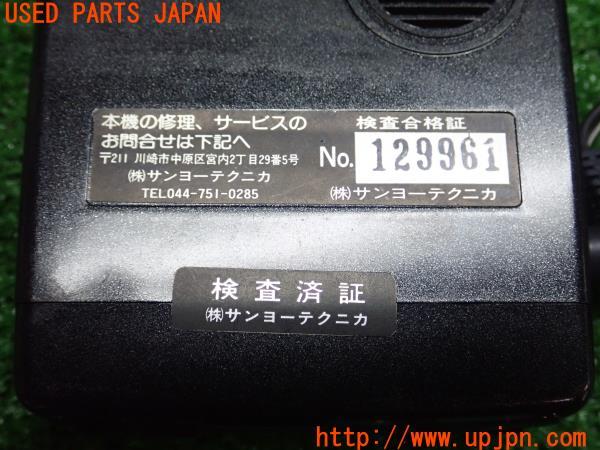 USED PARTS JAPAN
本機の修理、サービスの
お問合せは下記へ
〒211 川崎市中原区宮内2丁目29番5号
㈱サンヨーテクニカ
TEL044-751-0285
検査合格証
No. 129961
㈱サンヨーテクニカ
検査済証
㈱サンヨーテクニカ
http://www.upjpn.com/